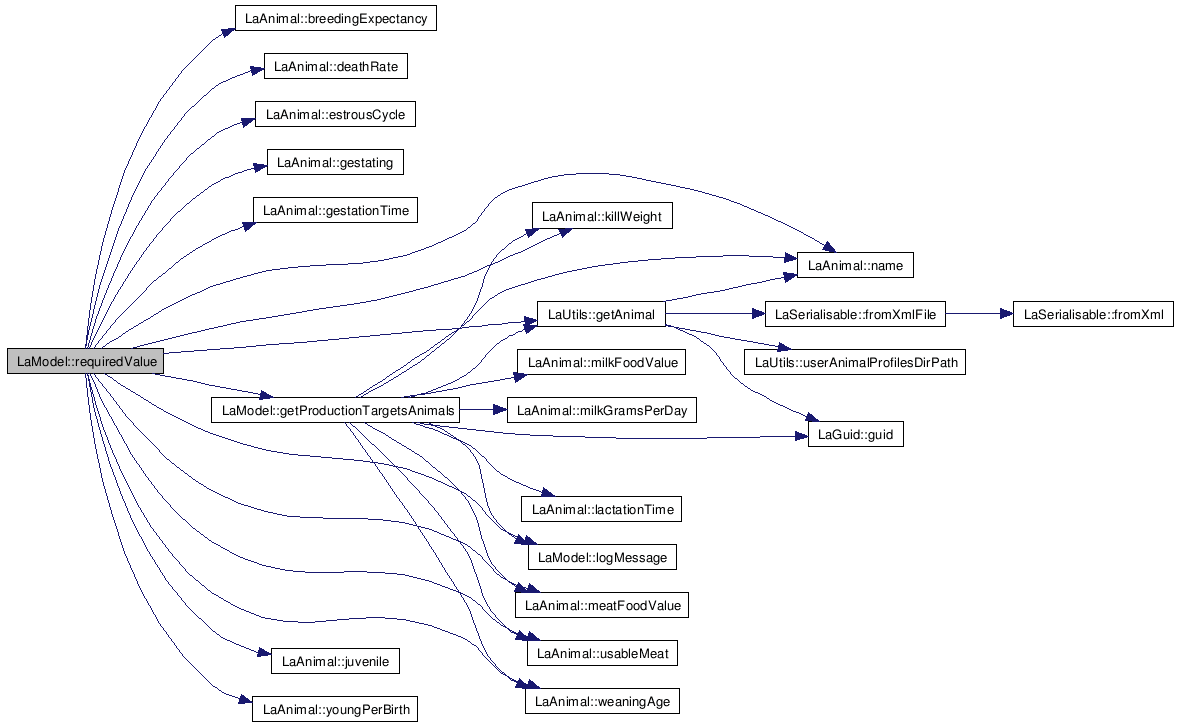 LaAnimal::breedingExpectancy
LaAnimal::deathRate
LaAnimal::estrousCycle
LaAnimal::gestating
LaAnimal::gestationTime
LaAnimal::killWeight
LaAnimal::name
LaUtils::getAnimal
LaSerialisable::fromXmlFile
LaSerialisable::fromXml
LaModel::requiredValue
LaAnimal::milkFoodValue
LaUtils::userAnimalProfilesDirPath
LaModel::getProductionTargetsAnimals
LaAnimal::milkGramsPerDay
LaGuid::guid
LaAnimal::lactationTime
LaModel::logMessage
LaAnimal::meatFoodValue
LaAnimal::usableMeat
LaAnimal::juvenile
LaAnimal::weaningAge
LaAnimal::youngPerBirth